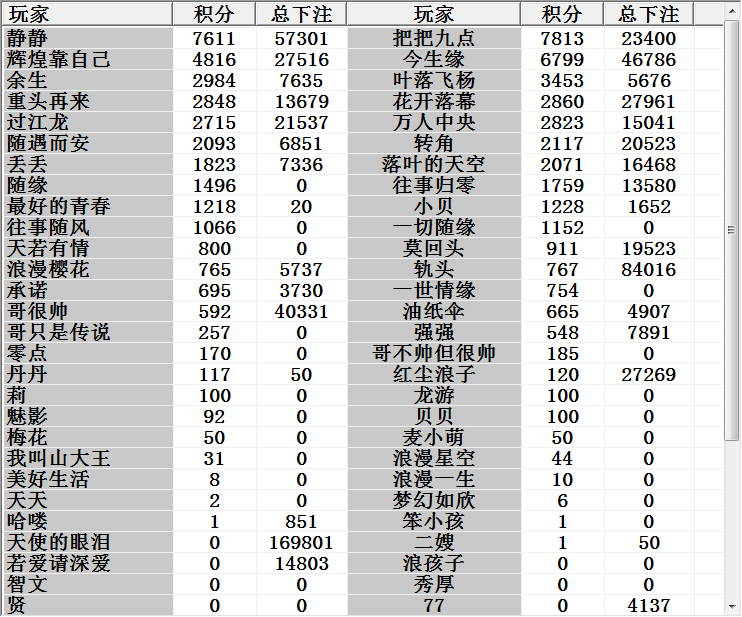 玩家 积分 总下注 玩家 积分 总下注
静静 7611 57301 把把九点 7813 23400
辉煌靠自己 4816 27516 今生缘 6799 46786
余生 2984 7635 叶落飞杨 3453 5676
重头再来 2848 13679 花开落幕 2860 27961
过江龙 2715 21537 万人中央 2823 15041
随遇而安 2093 6851 转角 2117 20523
丢丢 1823 7336 落叶的天空 2071 16468
随缘 1496 0 往事归零 1759 13580
最好的青春 1218 20 小贝 1228 1652
往事随风 1066 0 一切随缘 1152 0
天若有情 800 0 莫回头 911 19523
浪漫樱花 765 5737 轨头 767 84016
承诺 695 3730 一世情缘 754 0
哥很帅 592 40331 油纸伞 665 4907
哥只是传说 257 0 强强 548 7891
零点 170 0 哥不帅但很帅 185 0
丹丹 117 50 红尘浪子 120 27269
莉 100 0 龙游 100 0
魅影 92 0 贝贝 100 0
梅花 50 0 麦小萌 50 0
我叫山大王 31 0 浪漫星空 44 0
美好生活 8 0 浪漫一生 10 0
天天 2 0 梦幻如欣 6 0
哈喽 1 851 笨小孩 1 0
天使的眼泪 0 169801 二嫂 1 50
若爱请深爱 0 14803 浪孩子 0 0
智文 0 0 秀厚 0 0
贤 0 0 77 0 4137